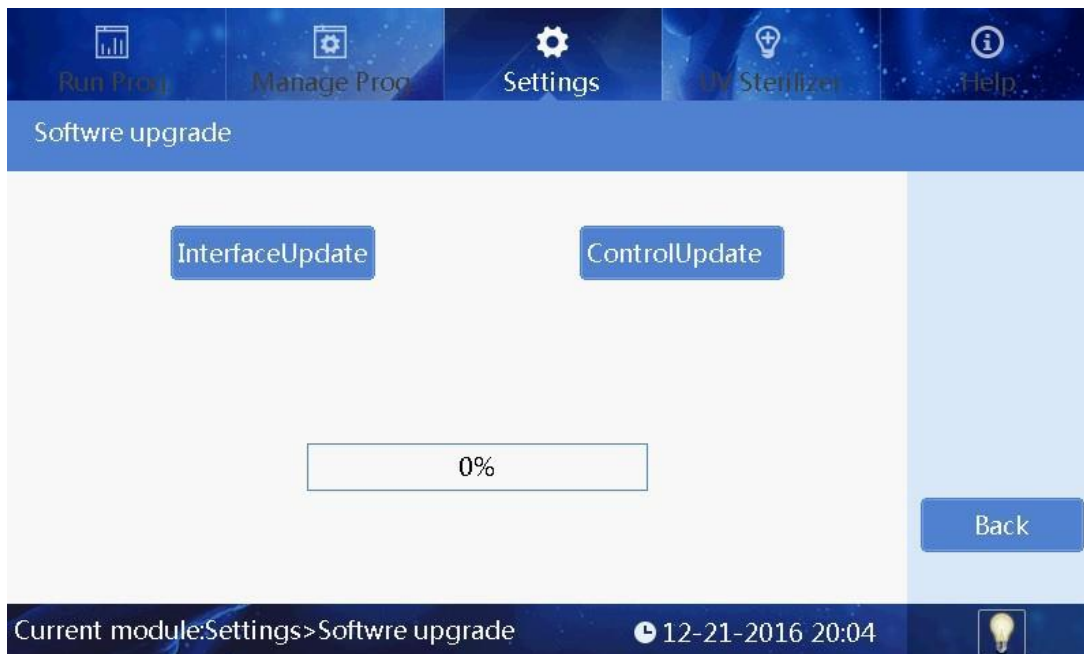 Run Prog.
Manage Prog.
Settings
UV Sterilizer
Help
Softwre upgrade
InterfaceUpdate
ControlUpdate
0%
Back
Current module:Settings>Softwre upgrade
12-21-2016 20:04